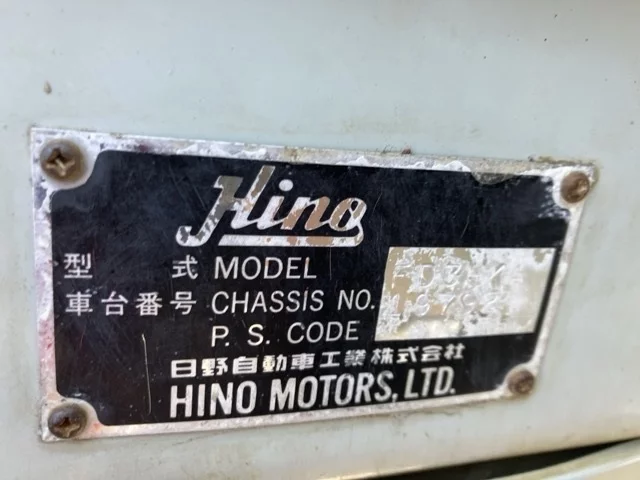 Hino
型 式 MODEL
車台番号 CHASSIS NO.
P. S. CODE
日野自動車工業株式会社
HINO MOTORS, LTD.